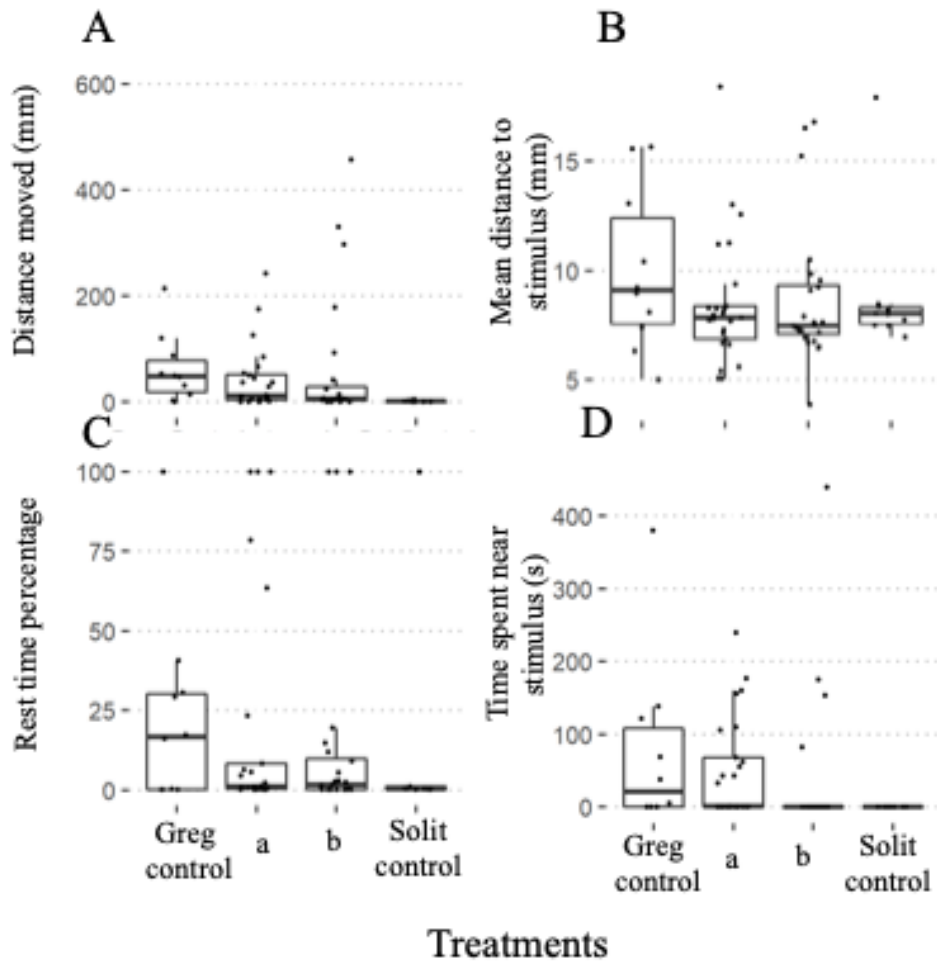 A
B
Distance moved (mm)
600
400
200
0
Mean distance to
stimulus (mm)
15
10
5
C
D
Rest time percentage
100
75
50
25
0
Time spent near
stimulus (s)
400
300
200
100
0
Greg
control
a
b
Solit
control
Greg
control
a
b
Solit
control
Treatments